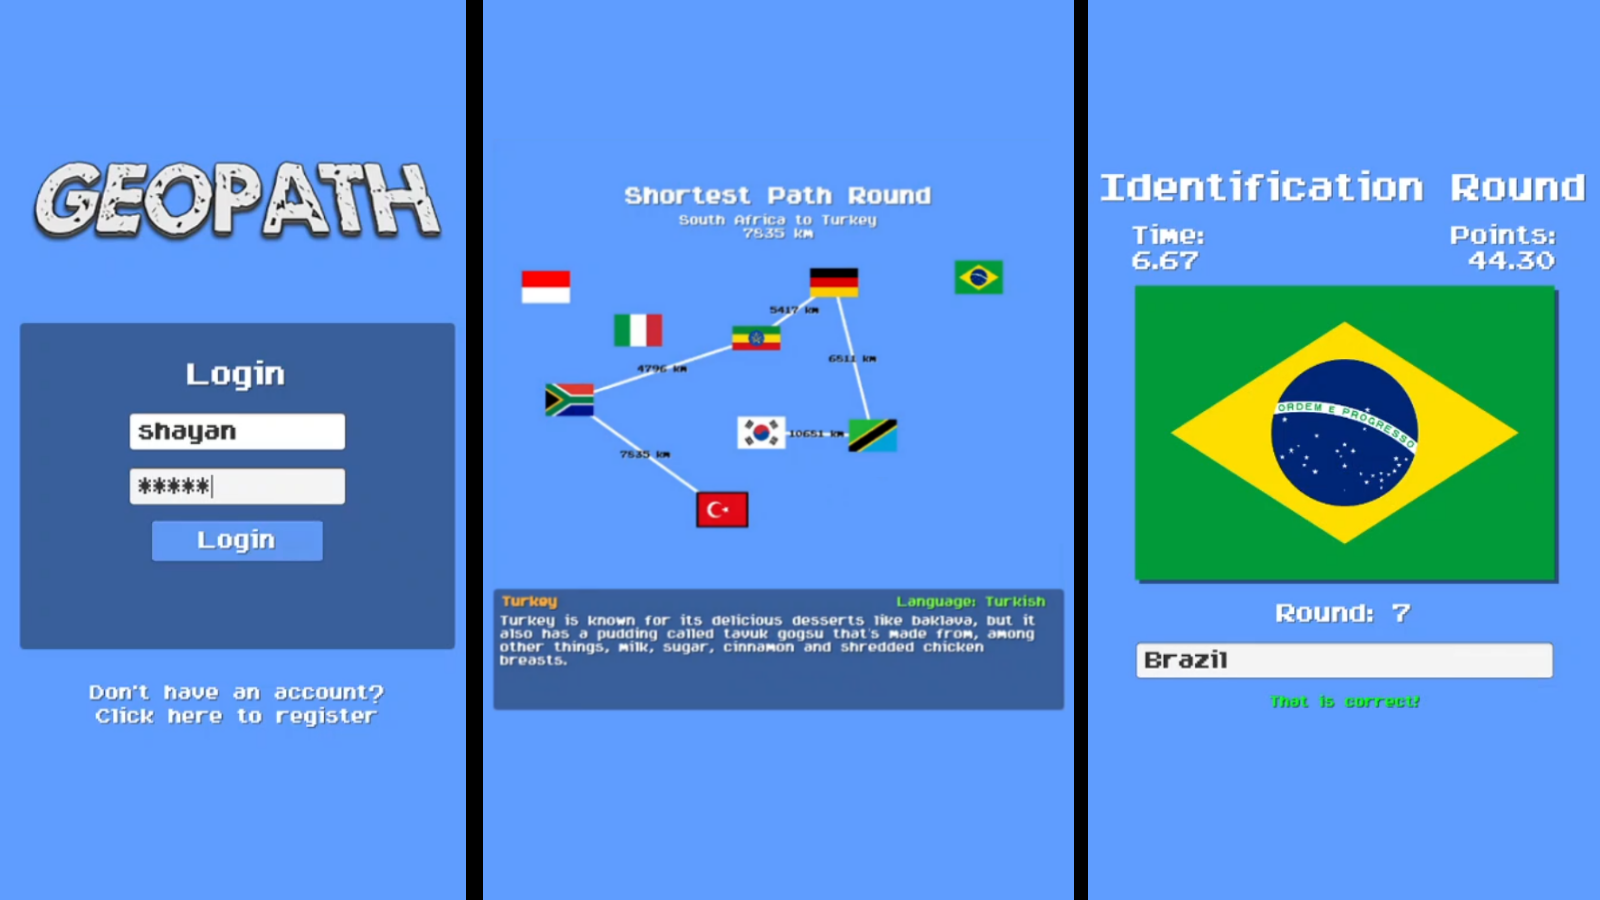 GEOPATH
Login
shayan
*****
Login
Don't have an account?
Click here to register
Shortest Path Round
South Africa to Turkey
7835 km
5417 km
6511 km
4796 km
10651 km
7835 km
Turkey
Language: Turkish
Turkey is known for its delicious desserts like baklava, but it
also has a pudding called tavuk gogsu that's made from, among
other things, milk, sugar, cinnamon and shredded chicken
breasts.
Identification Round
Time:
6.67
Points:
44.30
ORDEM E PROGRESSO
Round: 7
Brazil
That is correct!